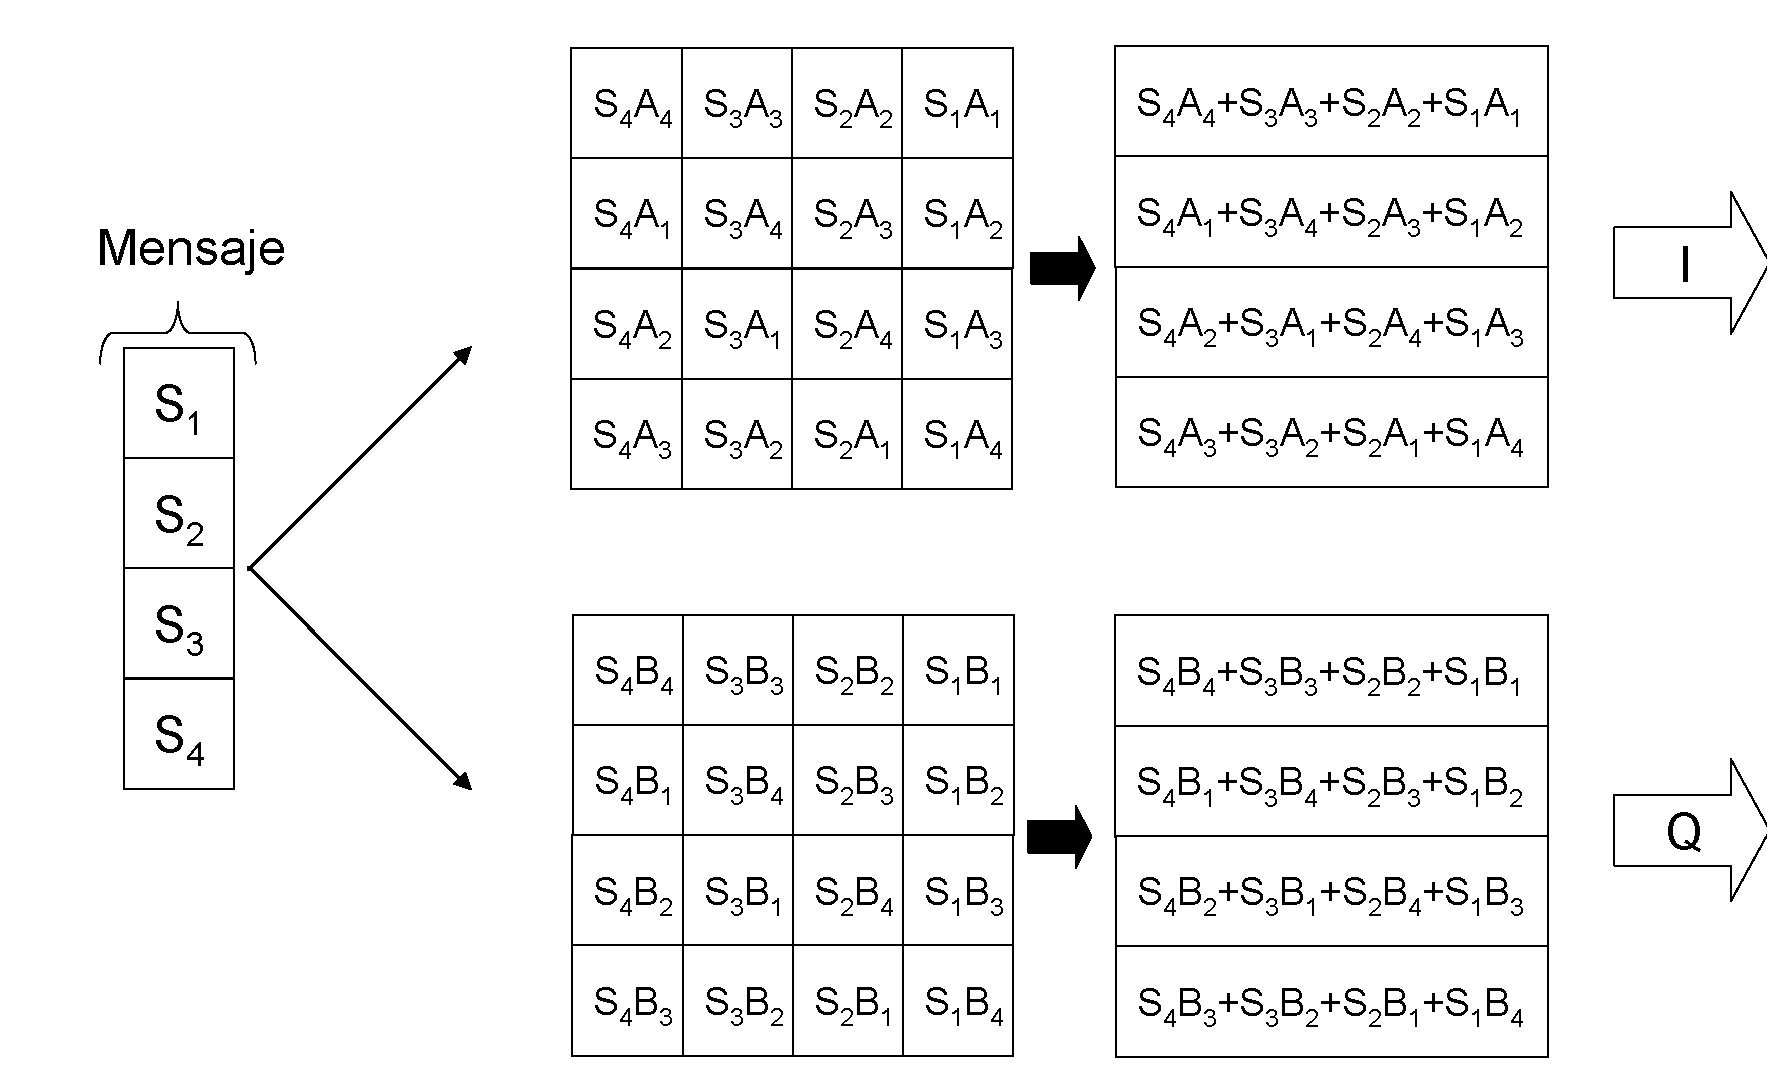 Mensaje
S₁
S₂
S₃
S₄
S₄A₄ S₃A₃ S₂A₂ S₁A₁
S₄A₁ S₃A₄ S₂A₃ S₁A₂
S₄A₂ S₃A₁ S₂A₄ S₁A₃
S₄A₃ S₃A₂ S₂A₁ S₁A₄
S₄A₄+S₃A₃+S₂A₂+S₁A₁
S₄A₁+S₃A₄+S₂A₃+S₁A₂
S₄A₂+S₃A₁+S₂A₄+S₁A₃
S₄A₃+S₃A₂+S₂A₁+S₁A₄
I
S₄B₄ S₃B₃ S₂B₂ S₁B₁
S₄B₁ S₃B₄ S₂B₃ S₁B₂
S₄B₂ S₃B₁ S₂B₄ S₁B₃
S₄B₃ S₃B₂ S₂B₁ S₁B₄
S₄B₄+S₃B₃+S₂B₂+S₁B₁
S₄B₁+S₃B₄+S₂B₃+S₁B₂
S₄B₂+S₃B₁+S₂B₄+S₁B₃
S₄B₃+S₃B₂+S₂B₁+S₁B₄
Q